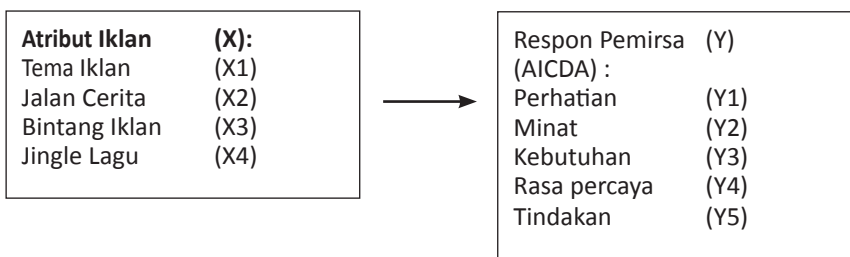 Atribut Iklan (X):
Tema Iklan (X1)
Jalan Cerita (X2)
Bintang Iklan (X3)
Jingle Lagu (X4)
Respon Pemirsa (Y)
(AICDA) :
Perhatian (Y1)
Minat (Y2)
Kebutuhan (Y3)
Rasa percaya (Y4)
Tindakan (Y5)